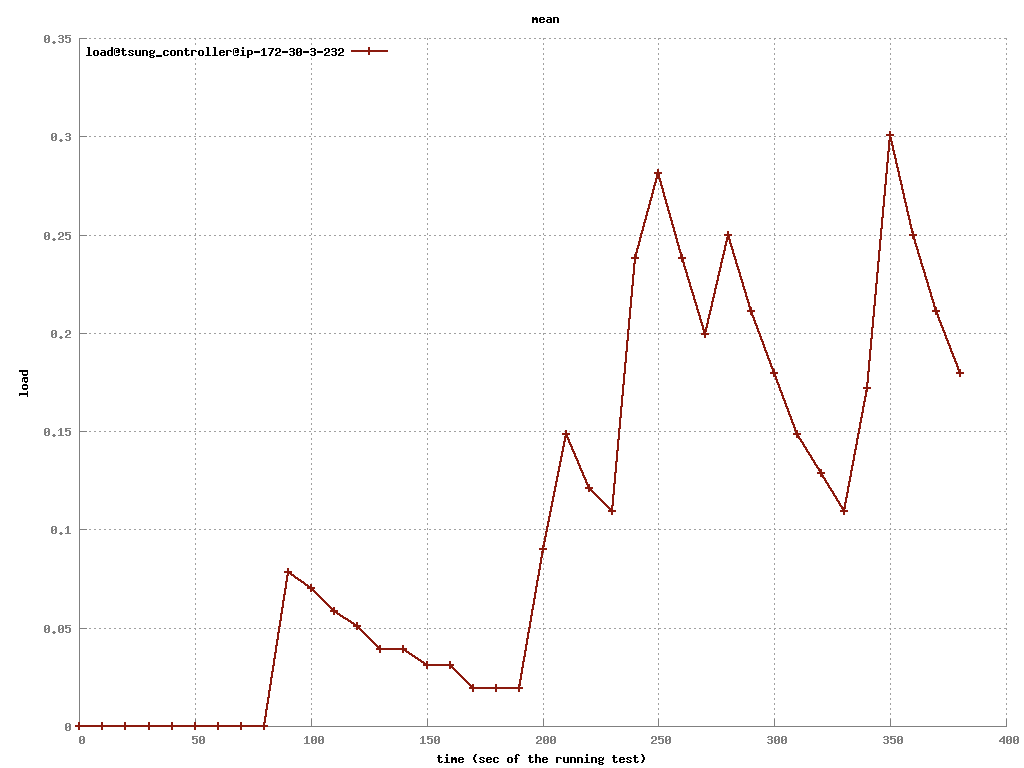 mean
0.35
load@tsung_controller@ip-172-30-3-232
0.3
0.25
0.2
load
0.15
0.1
0.05
0
0 50 100 150 200 250 300 350 400
time (sec of the running test)